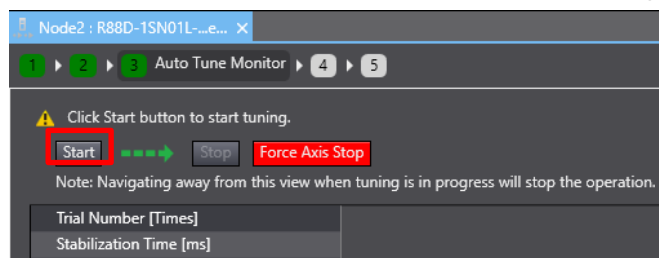 Node2 : R88D-1SN01L-...e... ×
1 2 3 Auto Tune Monitor 4 5
Click Start button to start tuning.
Start Stop Force Axis Stop
Note: Navigating away from this view when tuning is in progress will stop the operation.
Trial Number [Times]
Stabilization Time [ms]